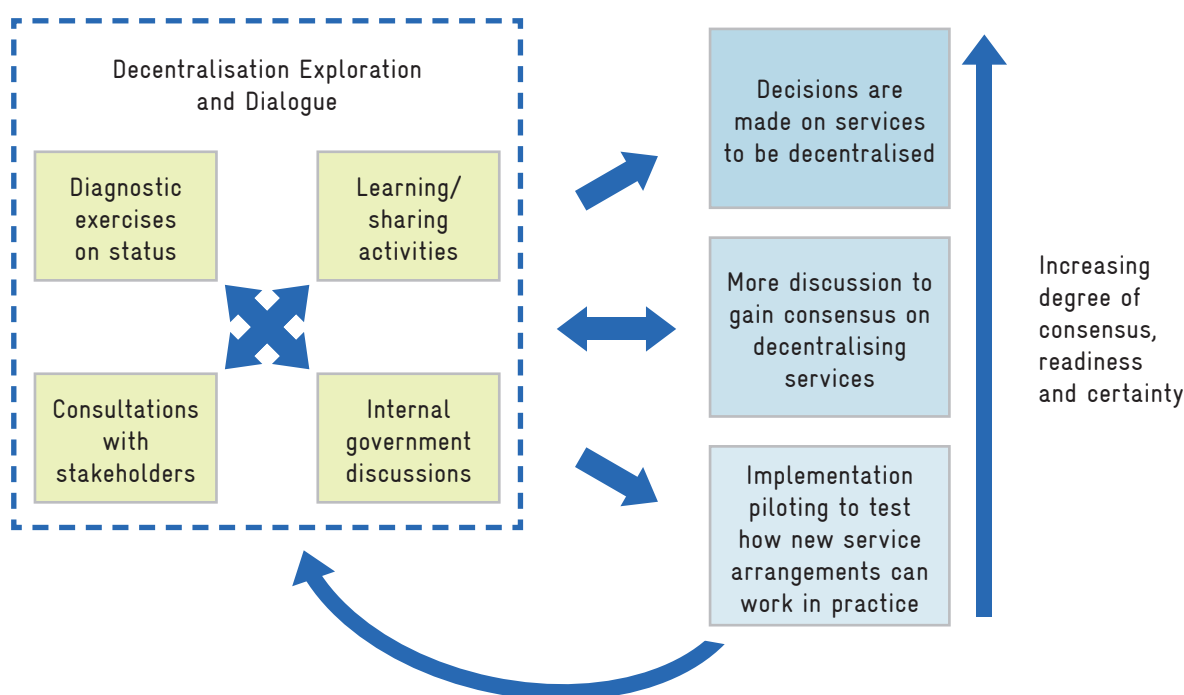 Decentralisation Exploration
and Dialogue
Diagnostic
exercises
on status
Learning/
sharing
activities
Consultations
with
stakeholders
Internal
government
discussions
Decisions are
made on services
to be decentralised
More discussion to
gain consensus on
decentralising
services
Implementation
piloting to test
how new service
arrangements can
work in practice
Increasing
degree of
consensus,
readiness
and certainty